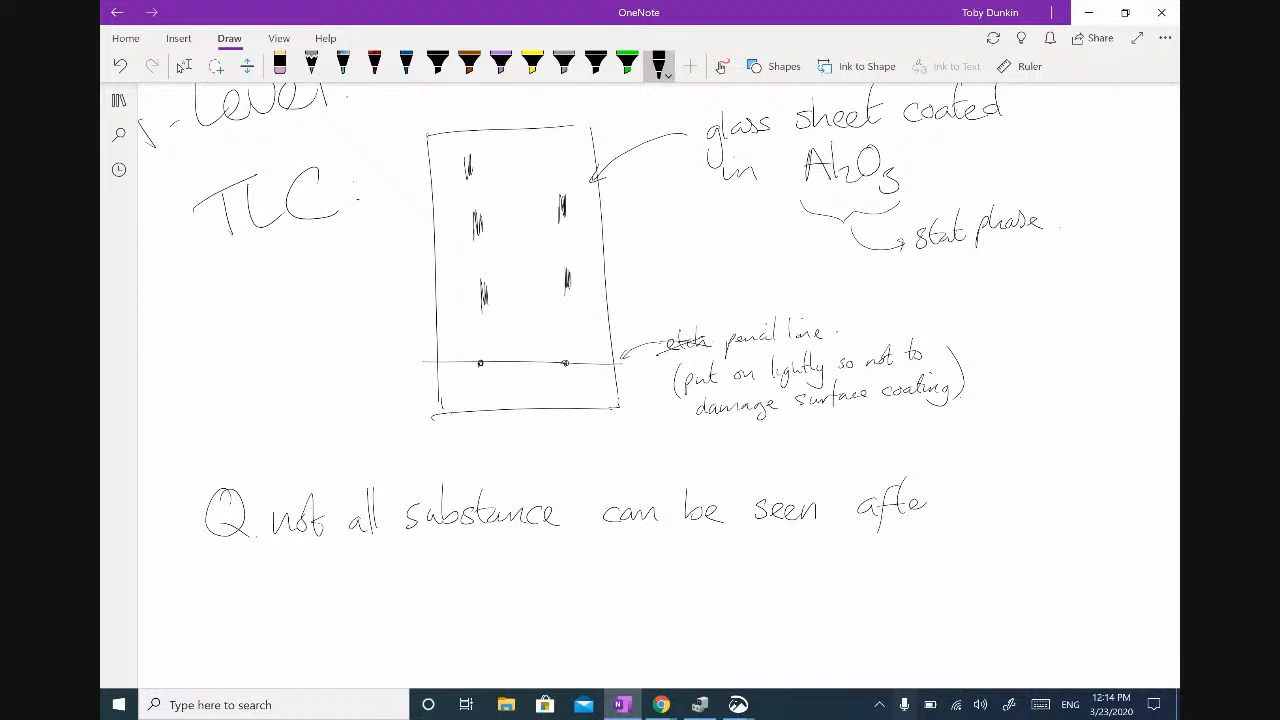 OneNote
Toby Dunkin
Home Insert Draw View Help
Share
Shapes Ink to Shape Ink to Text Ruler
-Level.
TLC:
glass sheet coated
in Al2O3
stat phase.
pencil line.
(put on lightly so not to
damage surface coating)
Q. not all substance can be seen afte
Type here to search
12:14 PM
3/23/2020